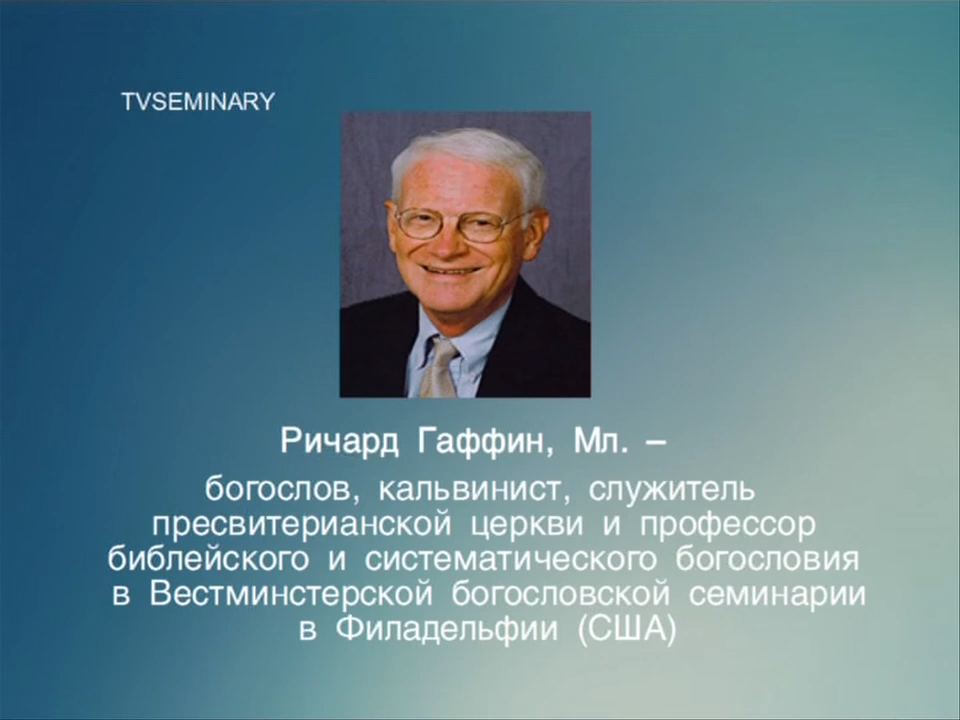 TVSEMINARY
Ричард Гаффин, Мл. –
богослов, кальвинист, служитель
пресвитерианской церкви и профессор
библейского и систематического богословия
в Вестминстерской богословской семинарии
в Филадельфии (США)